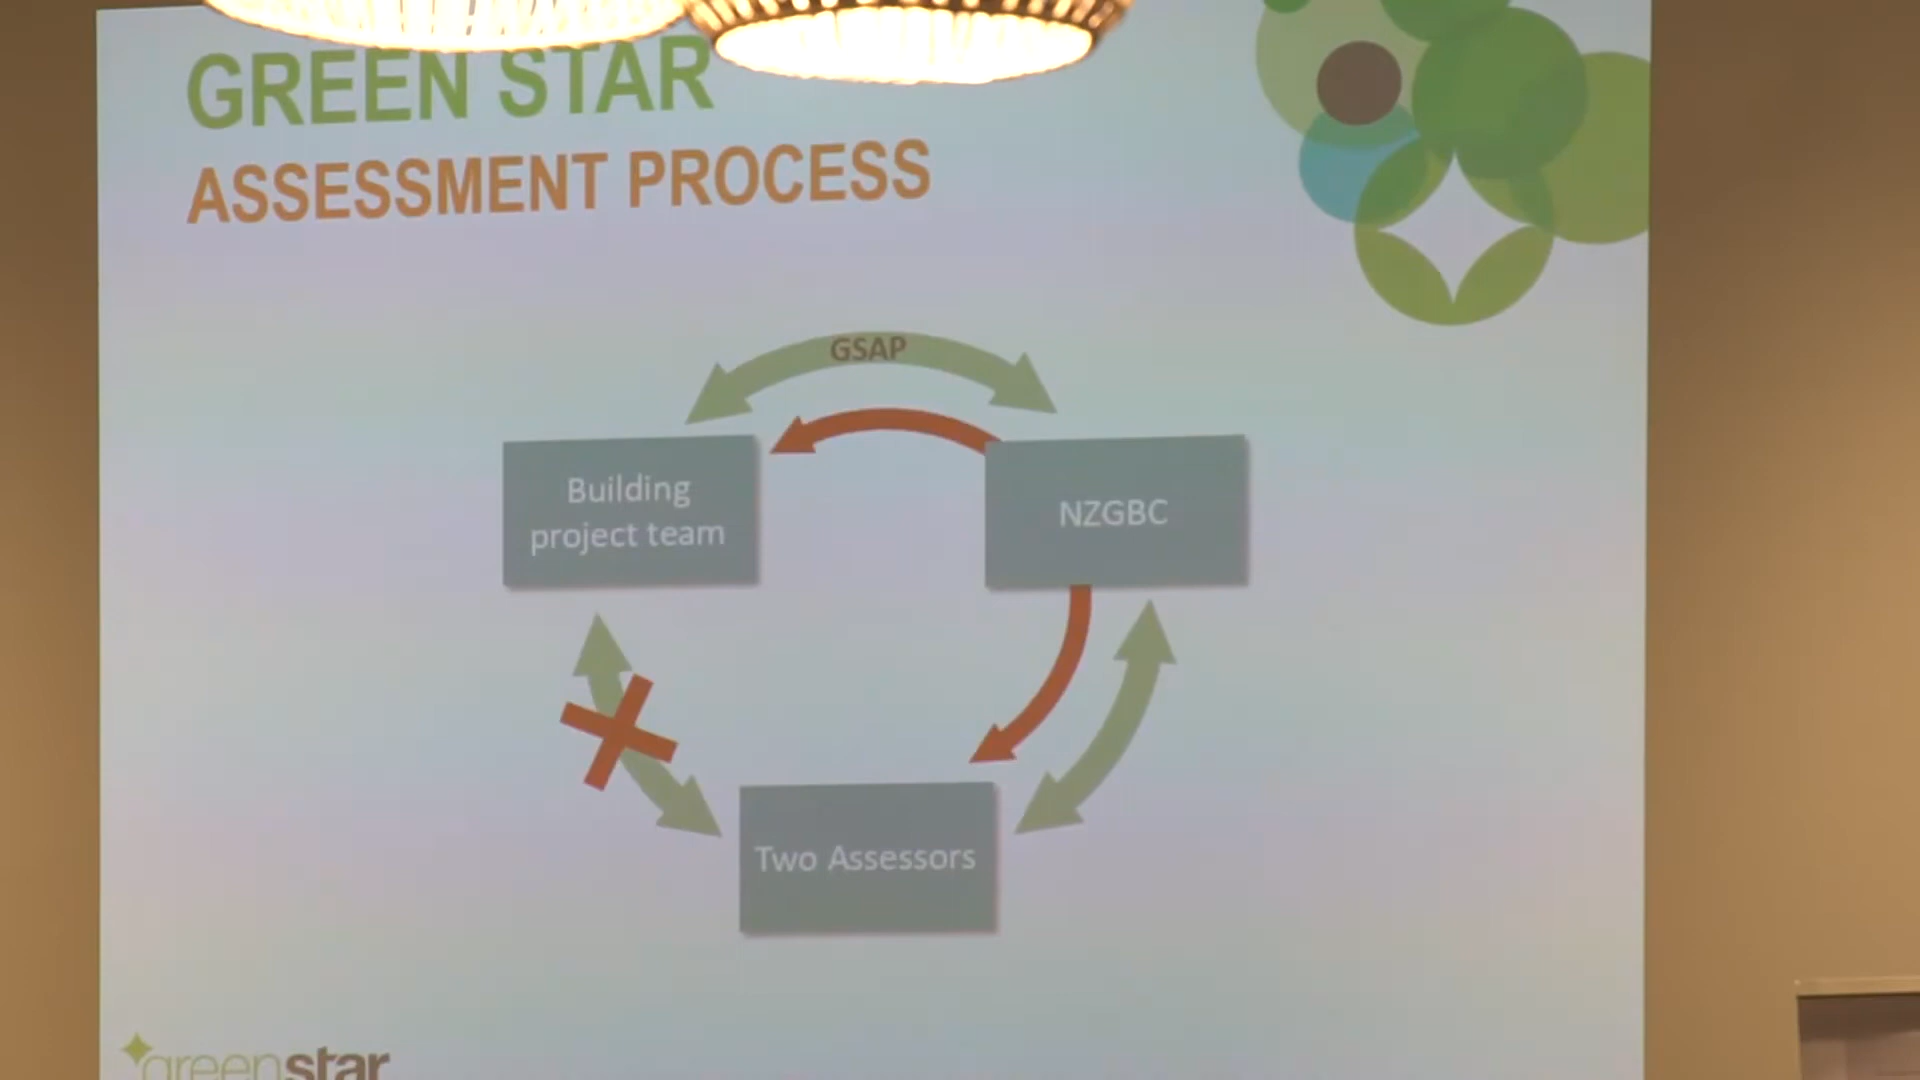 GREEN STAR
ASSESSMENT PROCESS
GSAP
Building
project team
NZGBC
Two Assessors
greenstar